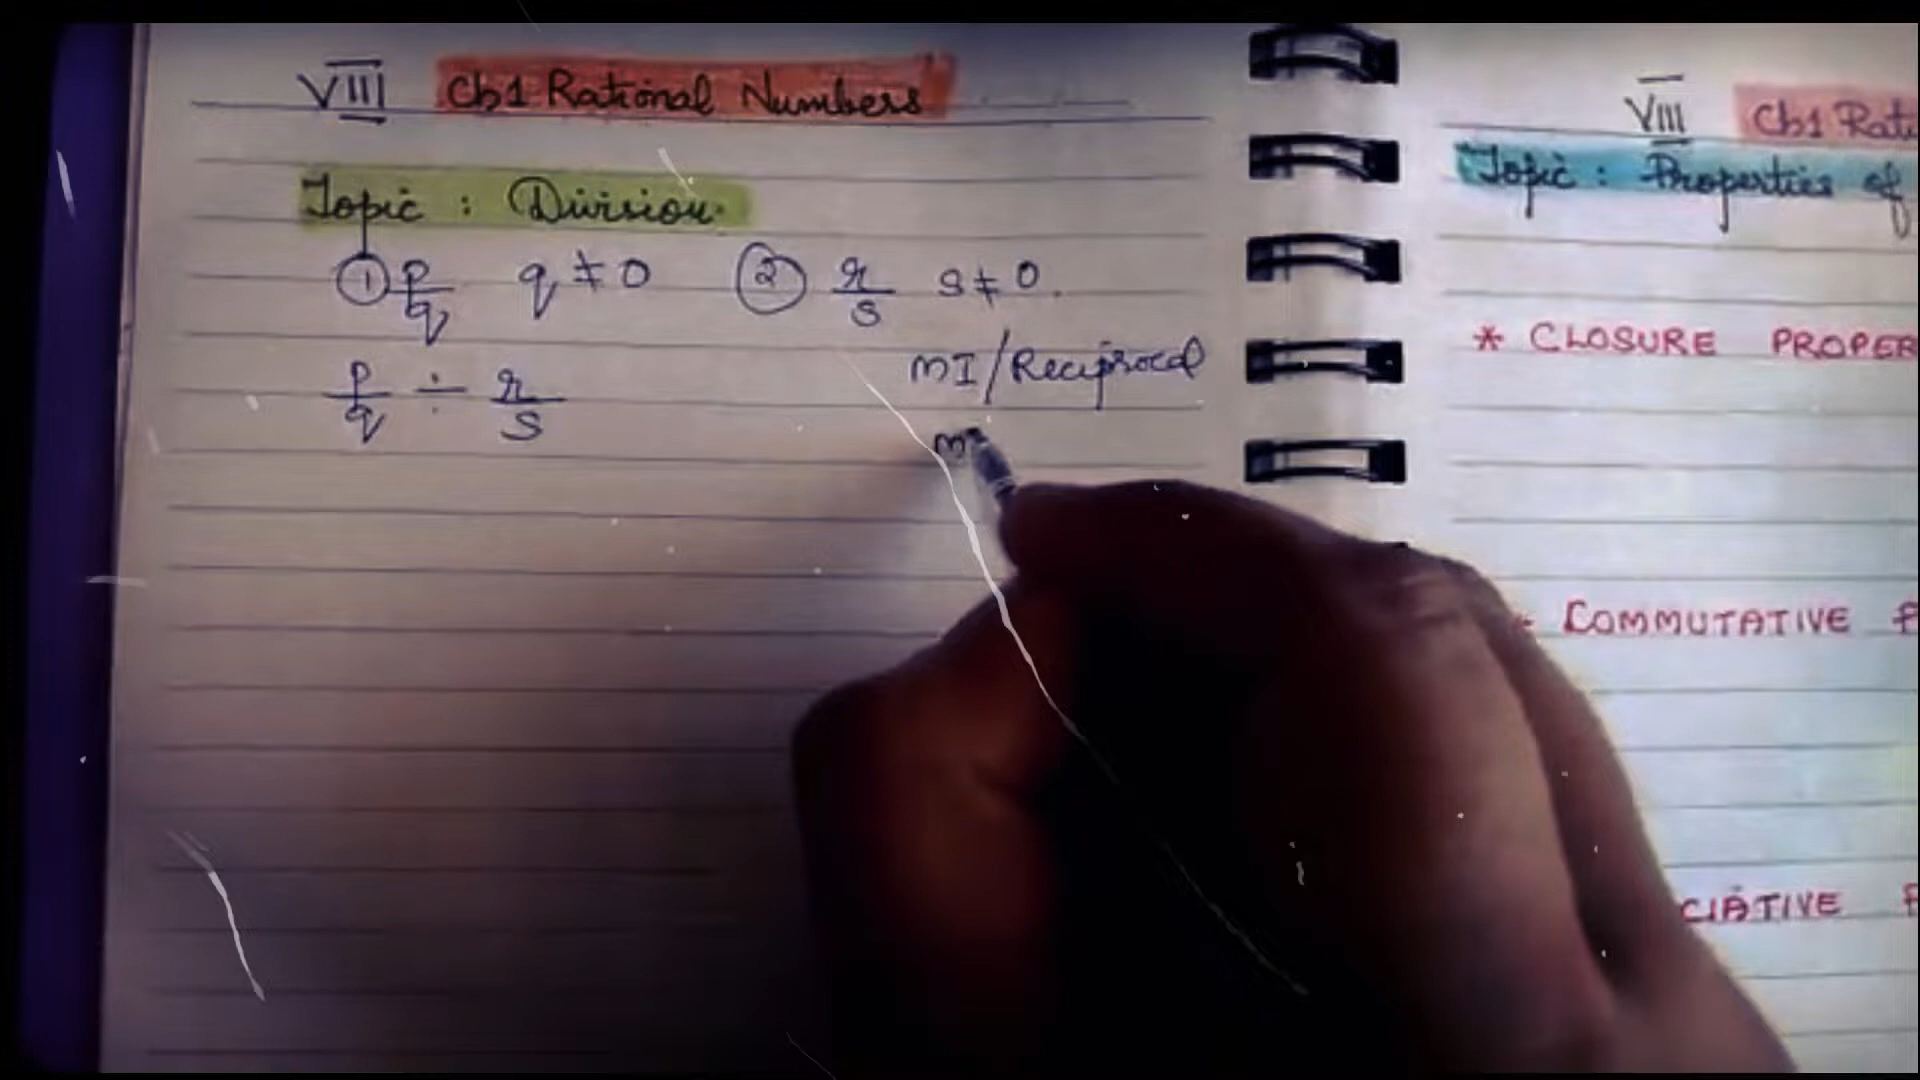 VIII Ch1 Rational Numbers
Topic : Division.
① p/q q ≠ 0 ② r/s s ≠ 0.
MI/Reciprocal
p/q ÷ r/s
M
VIII Ch1 Rati
Topic : Properties of
* CLOSURE PROPER
* COMMUTATIVE P
CIATIVE P